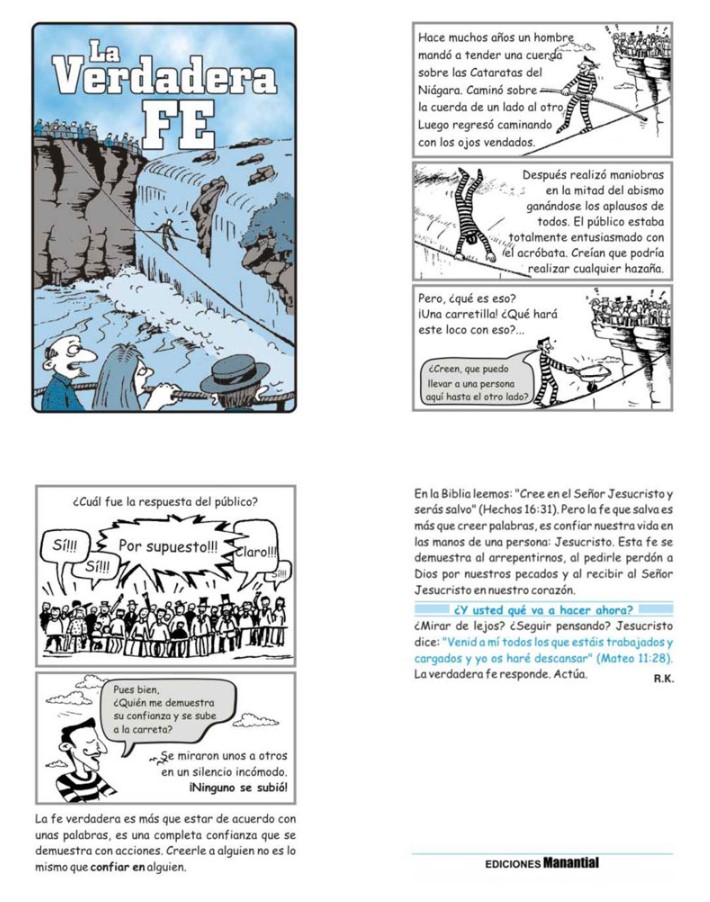 La
Verdadera
FE
Hace muchos años un hombre
mandó a tender una cuerda
sobre las Cataratas del
Niágara. Caminó sobre
la cuerda de un lado al otro
Luego regresó caminando
con los ojos vendados.
Después realizó maniobras
en la mitad del abismo
ganándose los aplausos de
todos. El público estaba
totalmente entusiasmado con
el acróbata. Creían que podría
realizar cualquier hazaña.
Pero, ¿qué es eso?
¡Una carretilla! ¿Qué hará
este loco con eso?...
¿Creen, que puedo
llevar a una persona
aquí hasta el otro lado?
¿Cuál fue la respuesta del público?
Sí!!!
Sí!!!
Por supuesto!!!
Claro!!!
Sí!!!
Pues bien,
¿Quién me demuestra
su confianza y se sube
a la carreta?
Se miraron unos a otros
en un silencio incómodo.
¡Ninguno se subió!
La fe verdadera es más que estar de acuerdo con
unas palabras, es una completa confianza que se
demuestra con acciones. Creerle a alguien no es lo
mismo que confiar en alguien.
En la Biblia leemos: "Cree en el Señor Jesucristo y
serás salvo" (Hechos 16:31). Pero la fe que salva es
más que creer palabras, es confiar nuestra vida en
las manos de una persona: Jesucristo. Esta fe se
demuestra al arrepentirnos, al pedirle perdón a
Dios por nuestros pecados y al recibir al Señor
Jesucristo en nuestro corazón.
¿Y usted qué va a hacer ahora?
¿Mirar de lejos? ¿Seguir pensando? Jesucristo
dice: "Venid a mí todos los que estáis trabajados y
cargados y yo os haré descansar" (Mateo 11:28).
La verdadera fe responde. Actúa.
R.K.
EDICIONES Manantial